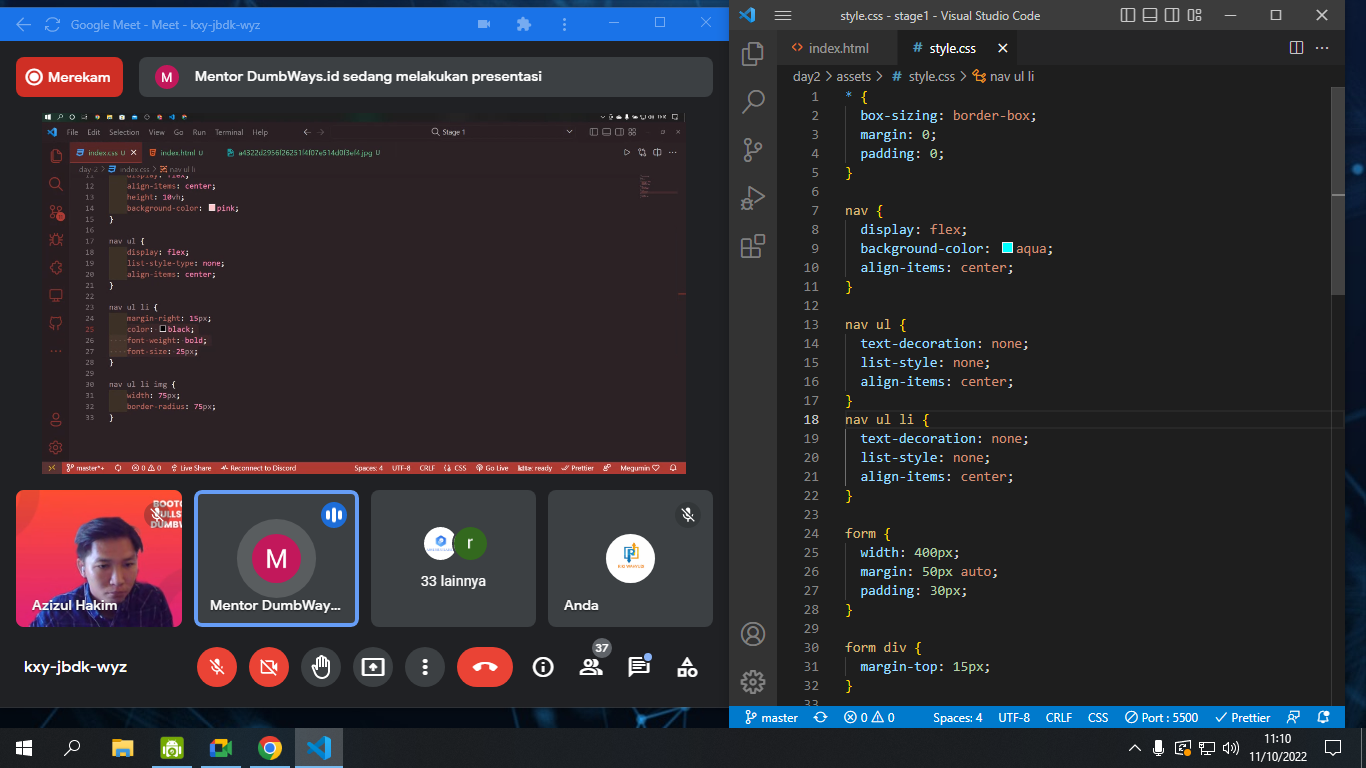 Google Meet - Meet - kxy-jbdk-wyz
Merekam
M
Mentor DumbWays.id sedang melakukan presentasi
File Edit Selection View Go Run Terminal Help
Stage 1
index.css U
index.html U
a4322d2956f26251f4f07e514d0f3ef4.jpg U
day-2 > index.css > nav ul li
12 align-items: center;
13 height: 10vh;
14 background-color: pink;
15 }
16
17 nav ul {
18 display: flex;
19 list-style-type: none;
20 align-items: center;
21 }
22
23 nav ul li {
24 margin-right: 15px;
25 color: black;
26 font-weight: bold;
27 font-size: 25px;
28 }
29
30 nav ul li img {
31 width: 75px;
32 border-radius: 75px;
33 }
master*+
0 0
Live Share
Reconnect to Discord
Spaces: 4
UTF-8
CRLF
CSS
Go Live
kite: ready
Prettier
Megumin
Azizul Hakim
M
Mentor DumbWay...
r
33 lainnya
Anda
kxy-jbdk-wyz
37
style.css - stage1 - Visual Studio Code
index.html
# style.css
day2 > assets > # style.css > nav ul li
1 * {
2 box-sizing: border-box;
3 margin: 0;
4 padding: 0;
5 }
6
7 nav {
8 display: flex;
9 background-color: aqua;
10 align-items: center;
11 }
12
13 nav ul {
14 text-decoration: none;
15 list-style: none;
16 align-items: center;
17 }
18 nav ul li {
19 text-decoration: none;
20 list-style: none;
21 align-items: center;
22 }
23
24 form {
25 width: 400px;
26 margin: 50px auto;
27 padding: 30px;
28 }
29
30 form div {
31 margin-top: 15px;
32 }
33
master
0 0
Spaces: 4
UTF-8
CRLF
CSS
Port : 5500
Prettier
11:10
11/10/2022